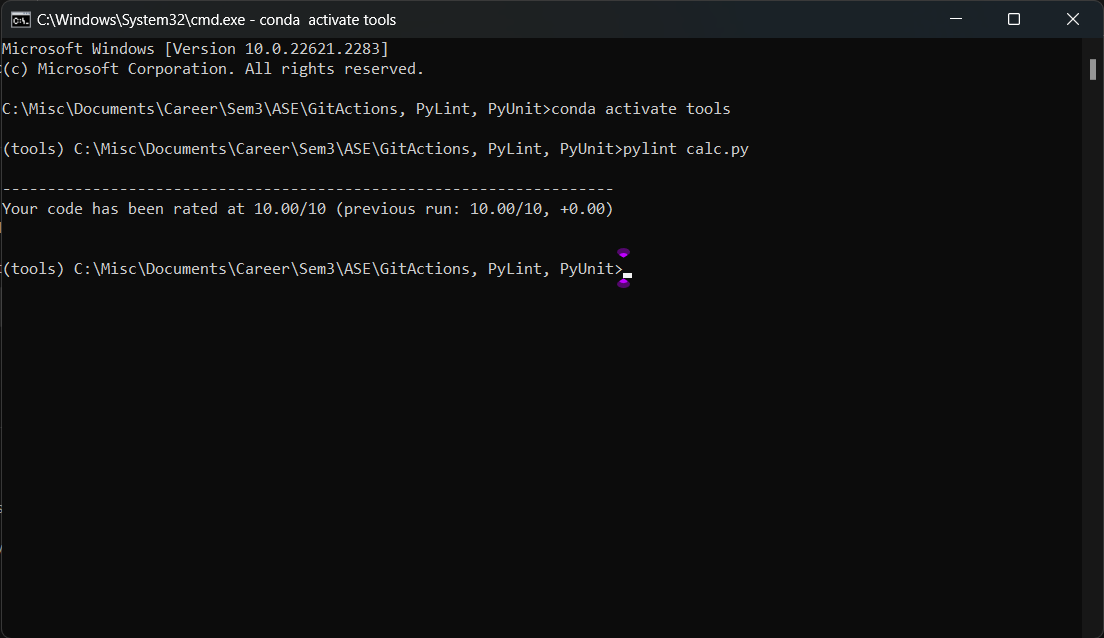 C:\Windows\System32\cmd.exe - conda  activate tools
Microsoft Windows [Version 10.0.22621.2283]
(c) Microsoft Corporation. All rights reserved.
C:\Misc\Documents\Career\Sem3\ASE\GitActions, PyLint, PyUnit>conda activate tools
(tools) C:\Misc\Documents\Career\Sem3\ASE\GitActions, PyLint, PyUnit>pylint calc.py
--------------------------------------------------------------------
Your code has been rated at 10.00/10 (previous run: 10.00/10, +0.00)
(tools) C:\Misc\Documents\Career\Sem3\ASE\GitActions, PyLint, PyUnit>